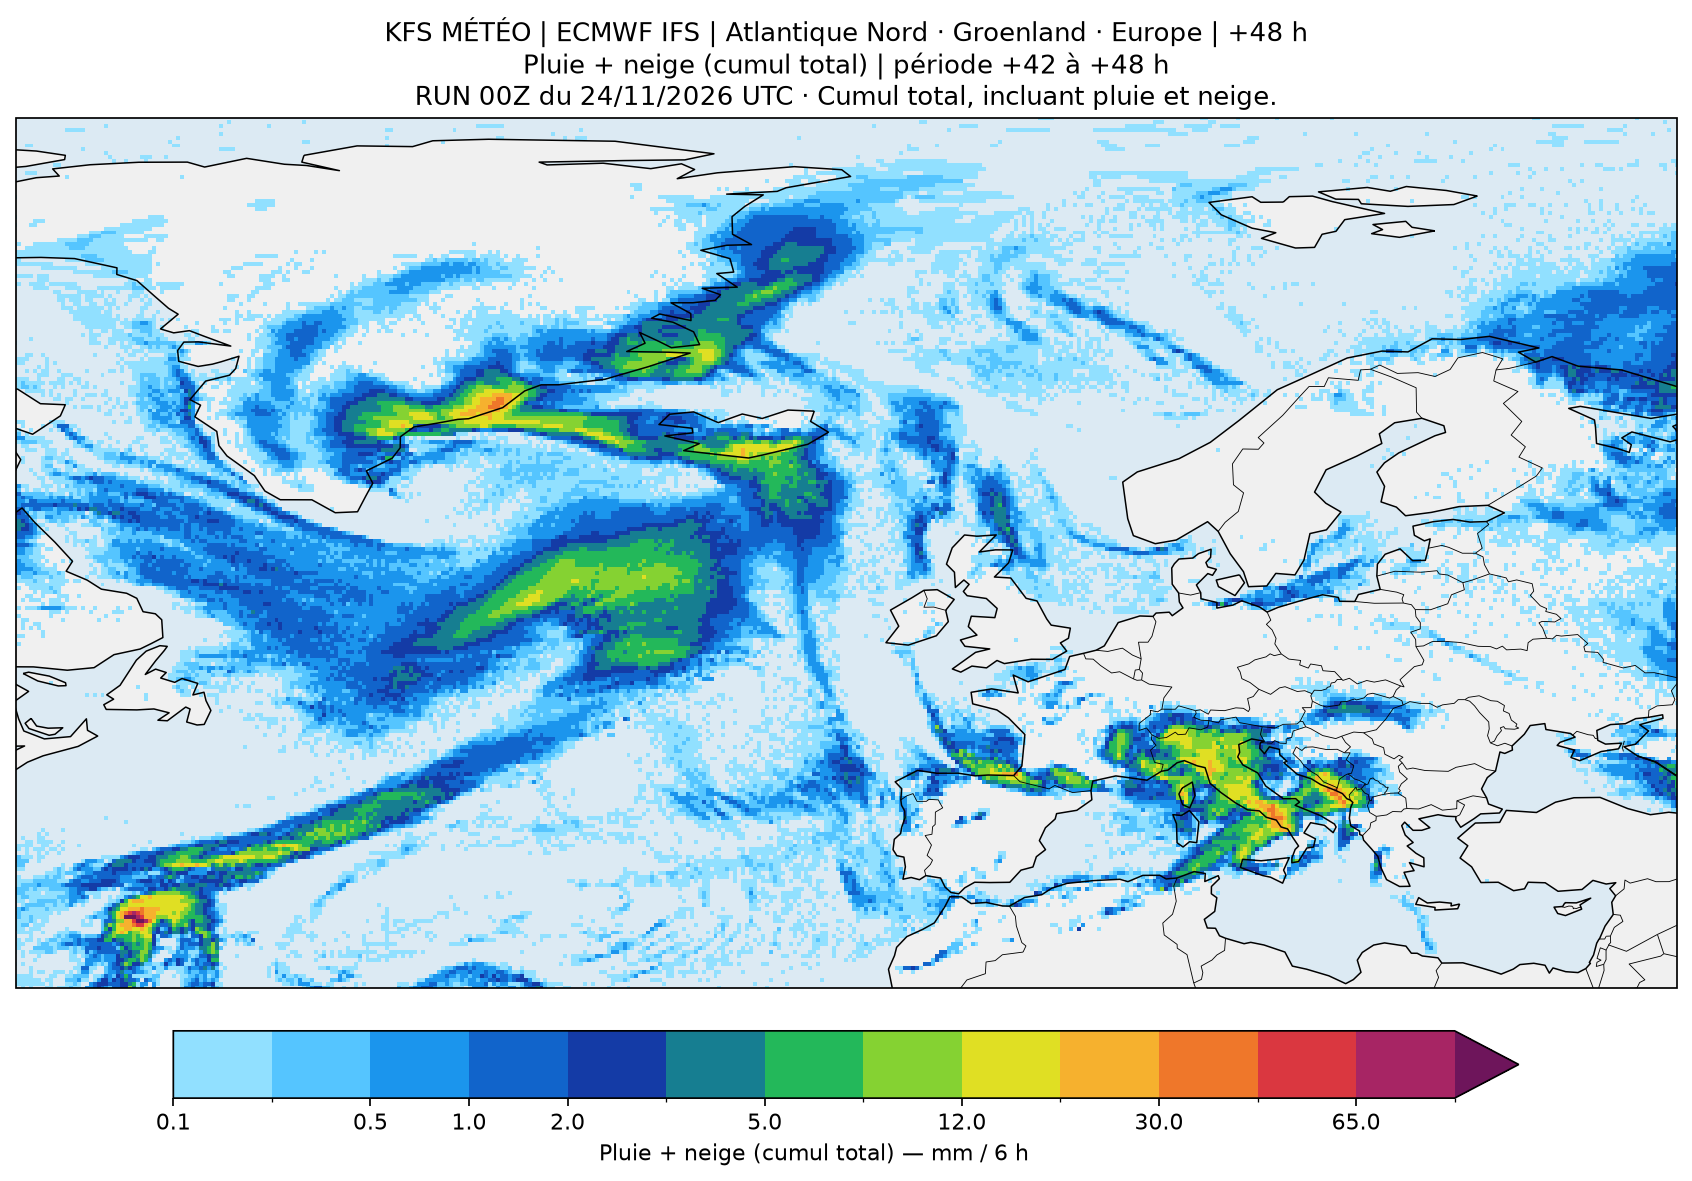 KFS MÉTÉO | ECMWF IFS | Atlantique Nord · Groenland · Europe | +48 h
Pluie + neige (cumul total) | période +42 à +48 h
RUN 00Z du 24/11/2026 UTC · Cumul total, incluant pluie et neige.
0.1 0.5 1.0 2.0 5.0 12.0 30.0 65.0
Pluie + neige (cumul total) — mm / 6 h